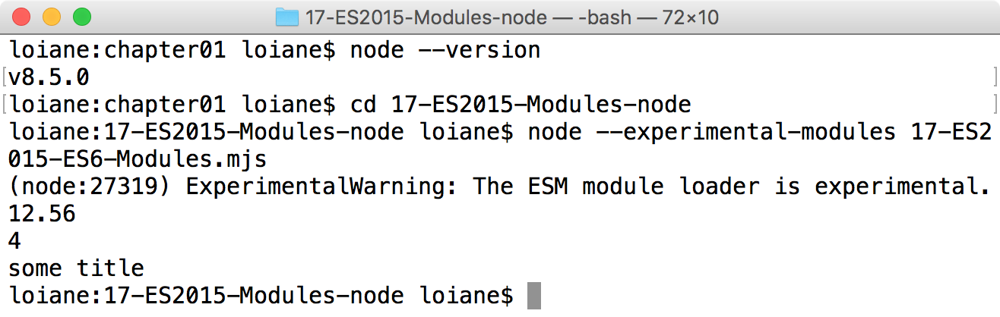 17-ES2015-Modules-node — -bash — 72×10
loiane:chapter01 loiane$ node --version
[v8.5.0 ]
[loiane:chapter01 loiane$ cd 17-ES2015-Modules-node ]
loiane:17-ES2015-Modules-node loiane$ node --experimental-modules 17-ES2
015-ES6-Modules.mjs
(node:27319) ExperimentalWarning: The ESM module loader is experimental.
12.56
4
some title
loiane:17-ES2015-Modules-node loiane$